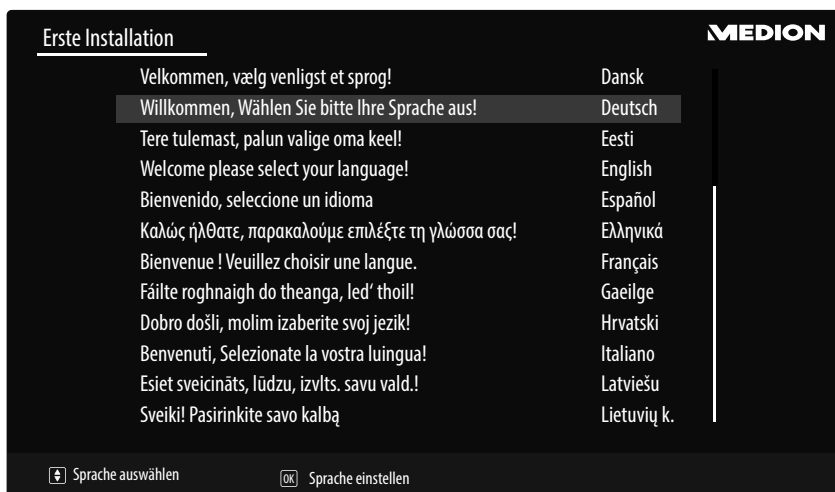 Erste Installation
MEDION
Velkommen, vælg venligst et sprog! Dansk
Willkommen, Wählen Sie bitte Ihre Sprache aus! Deutsch
Tere tulemast, palun valige oma keel! Eesti
Welcome please select your language! English
Bienvenido, seleccione un idioma Español
Καλώς ήλθατε, παρακαλούμε επιλέξτε τη γλώσσα σας! Ελληνικά
Bienvenue ! Veuillez choisir une langue. Français
Fáilte roghnaigh do theanga, led‘ thoil! Gaeilge
Dobro došli, molim izaberite svoj jezik! Hrvatski
Benvenuti, Selezionate la vostra luingua! Italiano
Esiet sveicināts, lūdzu, izvlts. savu vald.! Latviešu
Sveiki! Pasirinkite savo kalbą Lietuvių k.
Sprache auswählen OK Sprache einstellen